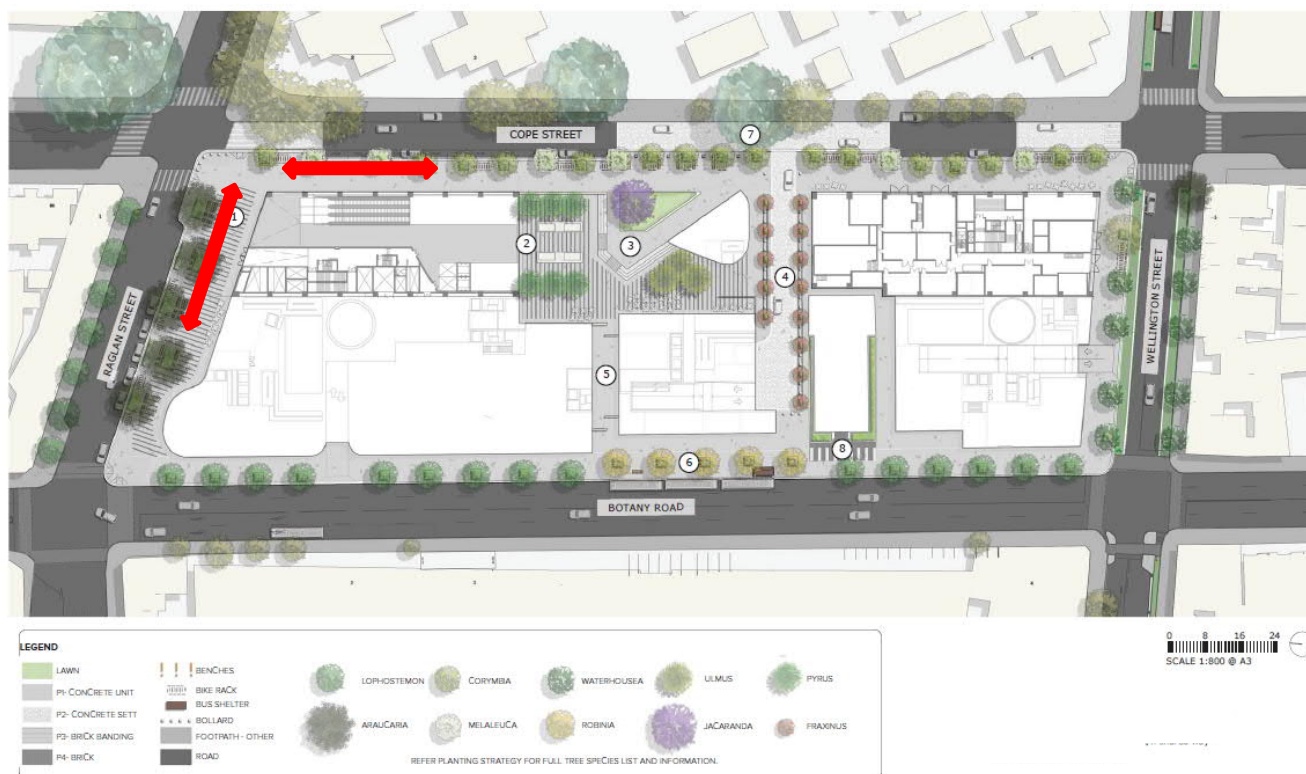 COPE STREET
7
1
2
3
4
RAGLAN STREET
WELLINGTON STREET
5
6
8
BOTANY ROAD
LEGEND
LAWN
P1- CONCRETE UNIT
P2- CONCRETE SETT
P3- BRICK BANDING
P4- BRICK
BENCHES
BIKE RACK
BUS SHELTER
BOLLARD
FOOTPATH - OTHER
ROAD
LOPHOSTEMON
CORYMBIA
WATERHOUSEA
ULMUS
PYRUS
ARAUCARIA
MELALEUCA
ROBINIA
JACARANDA
FRAXINUS
REFER PLANTING STRATEGY FOR FULL TREE SPECIES LIST AND INFORMATION.
0 8 16 24
SCALE 1:800 @ A3